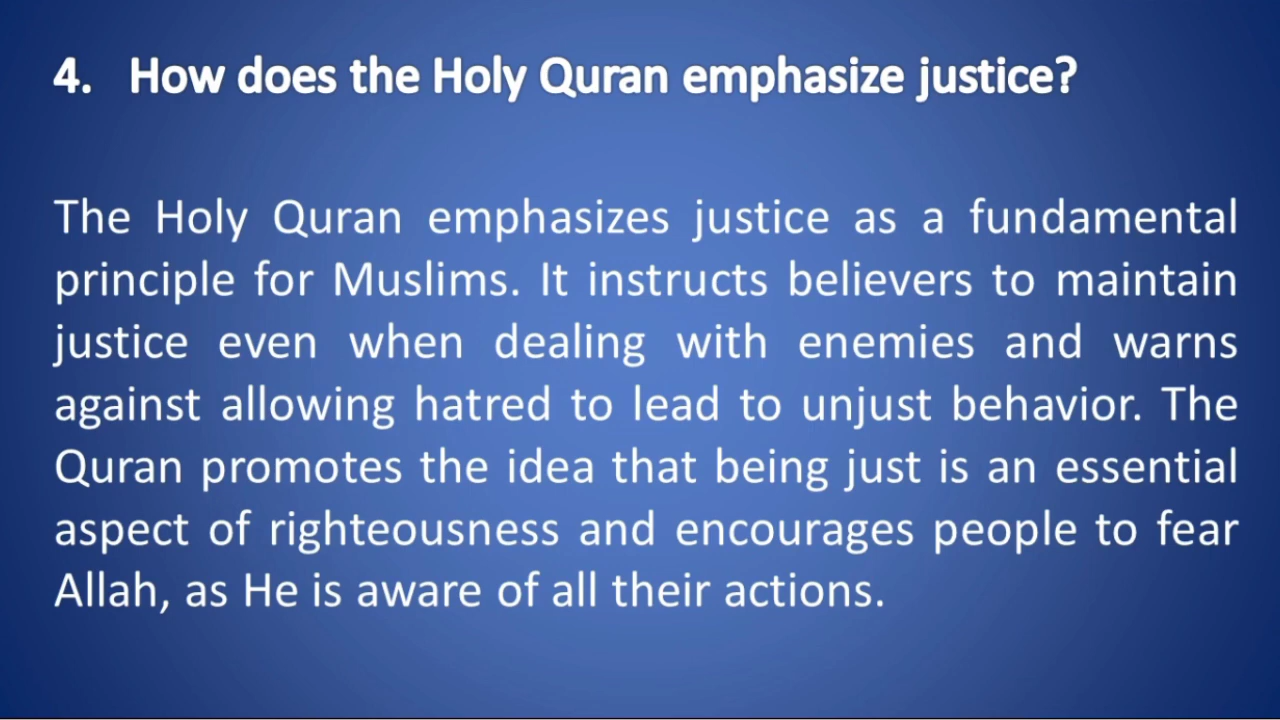 4. How does the Holy Quran emphasize justice?
The Holy Quran emphasizes justice as a fundamental
principle for Muslims. It instructs believers to maintain
justice even when dealing with enemies and warns
against allowing hatred to lead to unjust behavior. The
Quran promotes the idea that being just is an essential
aspect of righteousness and encourages people to fear
Allah, as He is aware of all their actions.